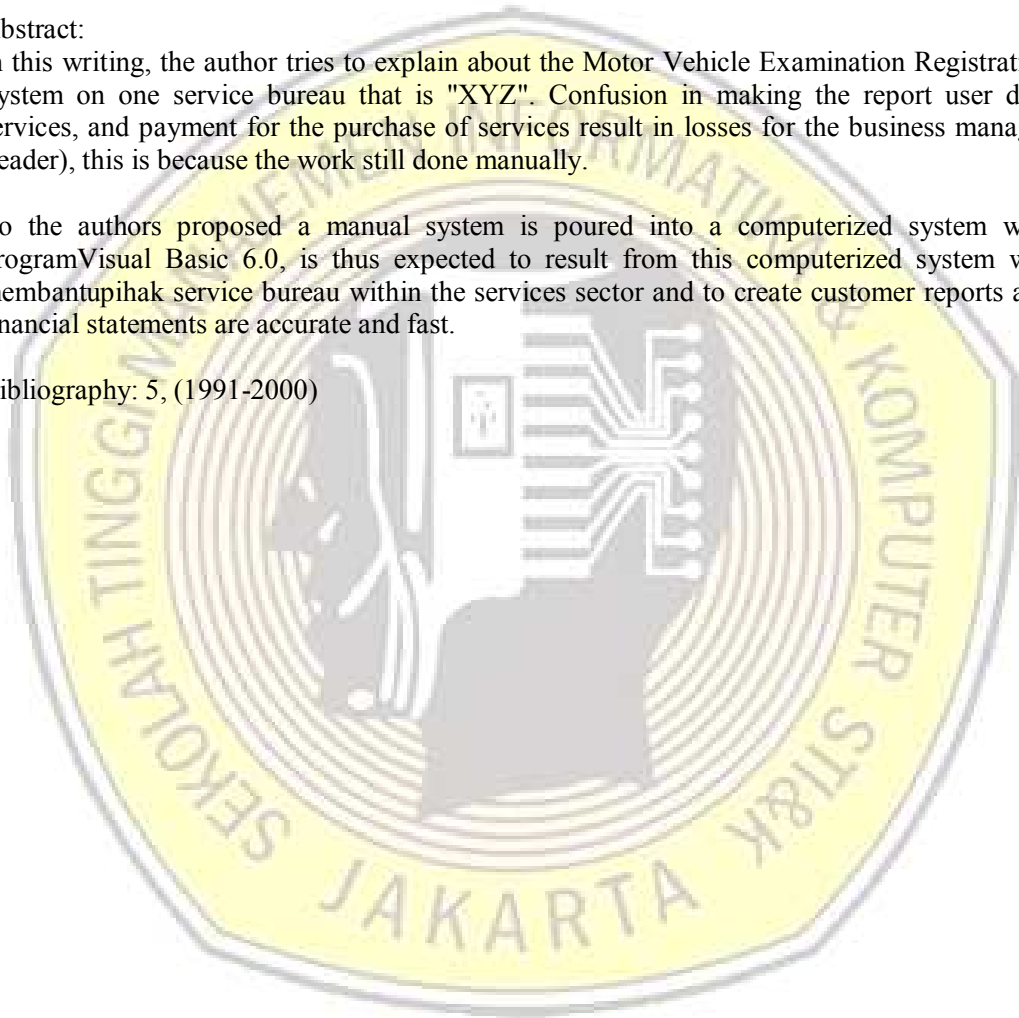 bstract:
n this writing, the author tries to explain about the Motor Vehicle Examination Registrati
ystem on one service bureau that is "XYZ". Confusion in making the report user d
ervices, and payment for the purchase of services result in losses for the business manag
eader), this is because the work still done manually.
o the authors proposed a manual system is poured into a computerized system w
rogramVisual Basic 6.0, is thus expected to result from this computerized system w
embantupihak service bureau within the services sector and to create customer reports a
nancial statements are accurate and fast.
ibliography: 5, (1991-2000)
SEKOLAH TINGGI MANAJEMEN INFORMATIKA & KOMPUTER STI&K
JAKARTA